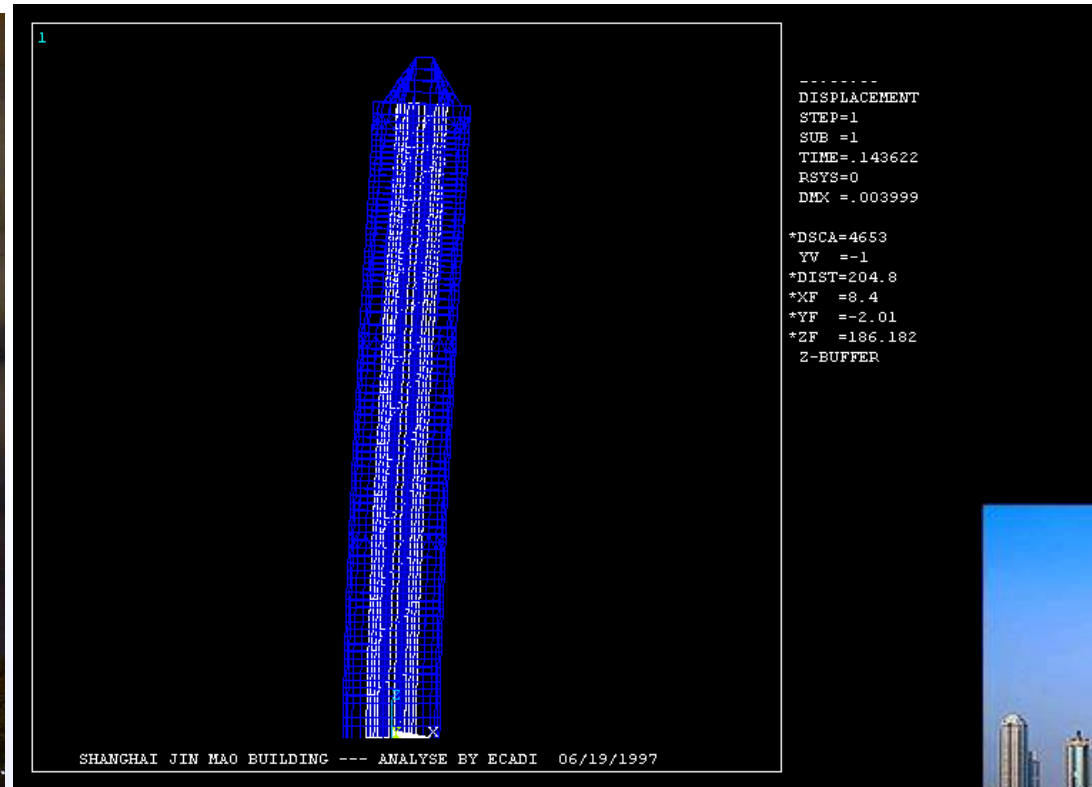 1
--------
DISPLACEMENT
STEP=1
SUB =1
TIME=.143622
RSYS=0
DMX =.003999
*DSCA=4653
YV =-1
*DIST=204.8
*XF =8.4
*YF =-2.01
*ZF =186.182
Z-BUFFER
Z
X
SHANGHAI JIN MAO BUILDING --- ANALYSE BY ECADI 06/19/1997